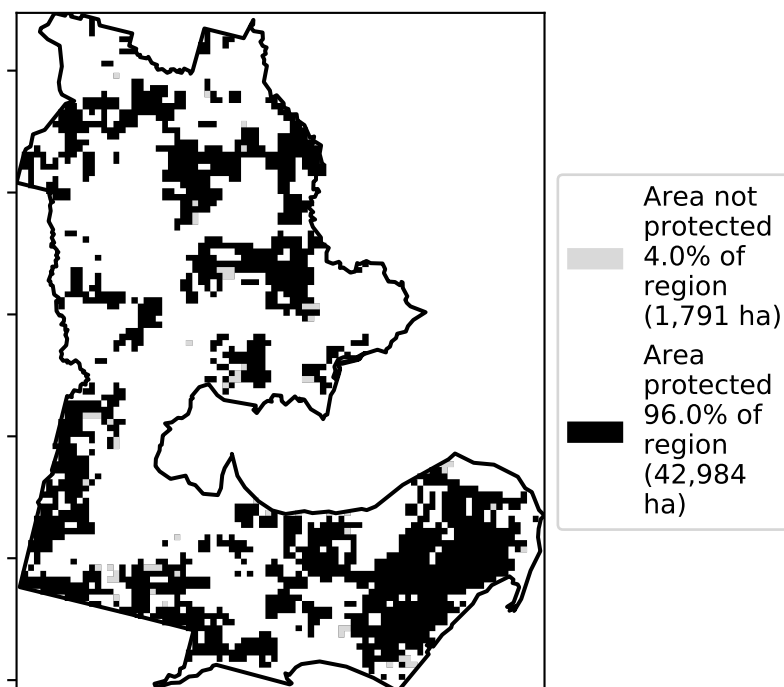 Area not
protected
4.0% of
region
(1,791 ha)
Area
protected
96.0% of
region
(42,984
ha)